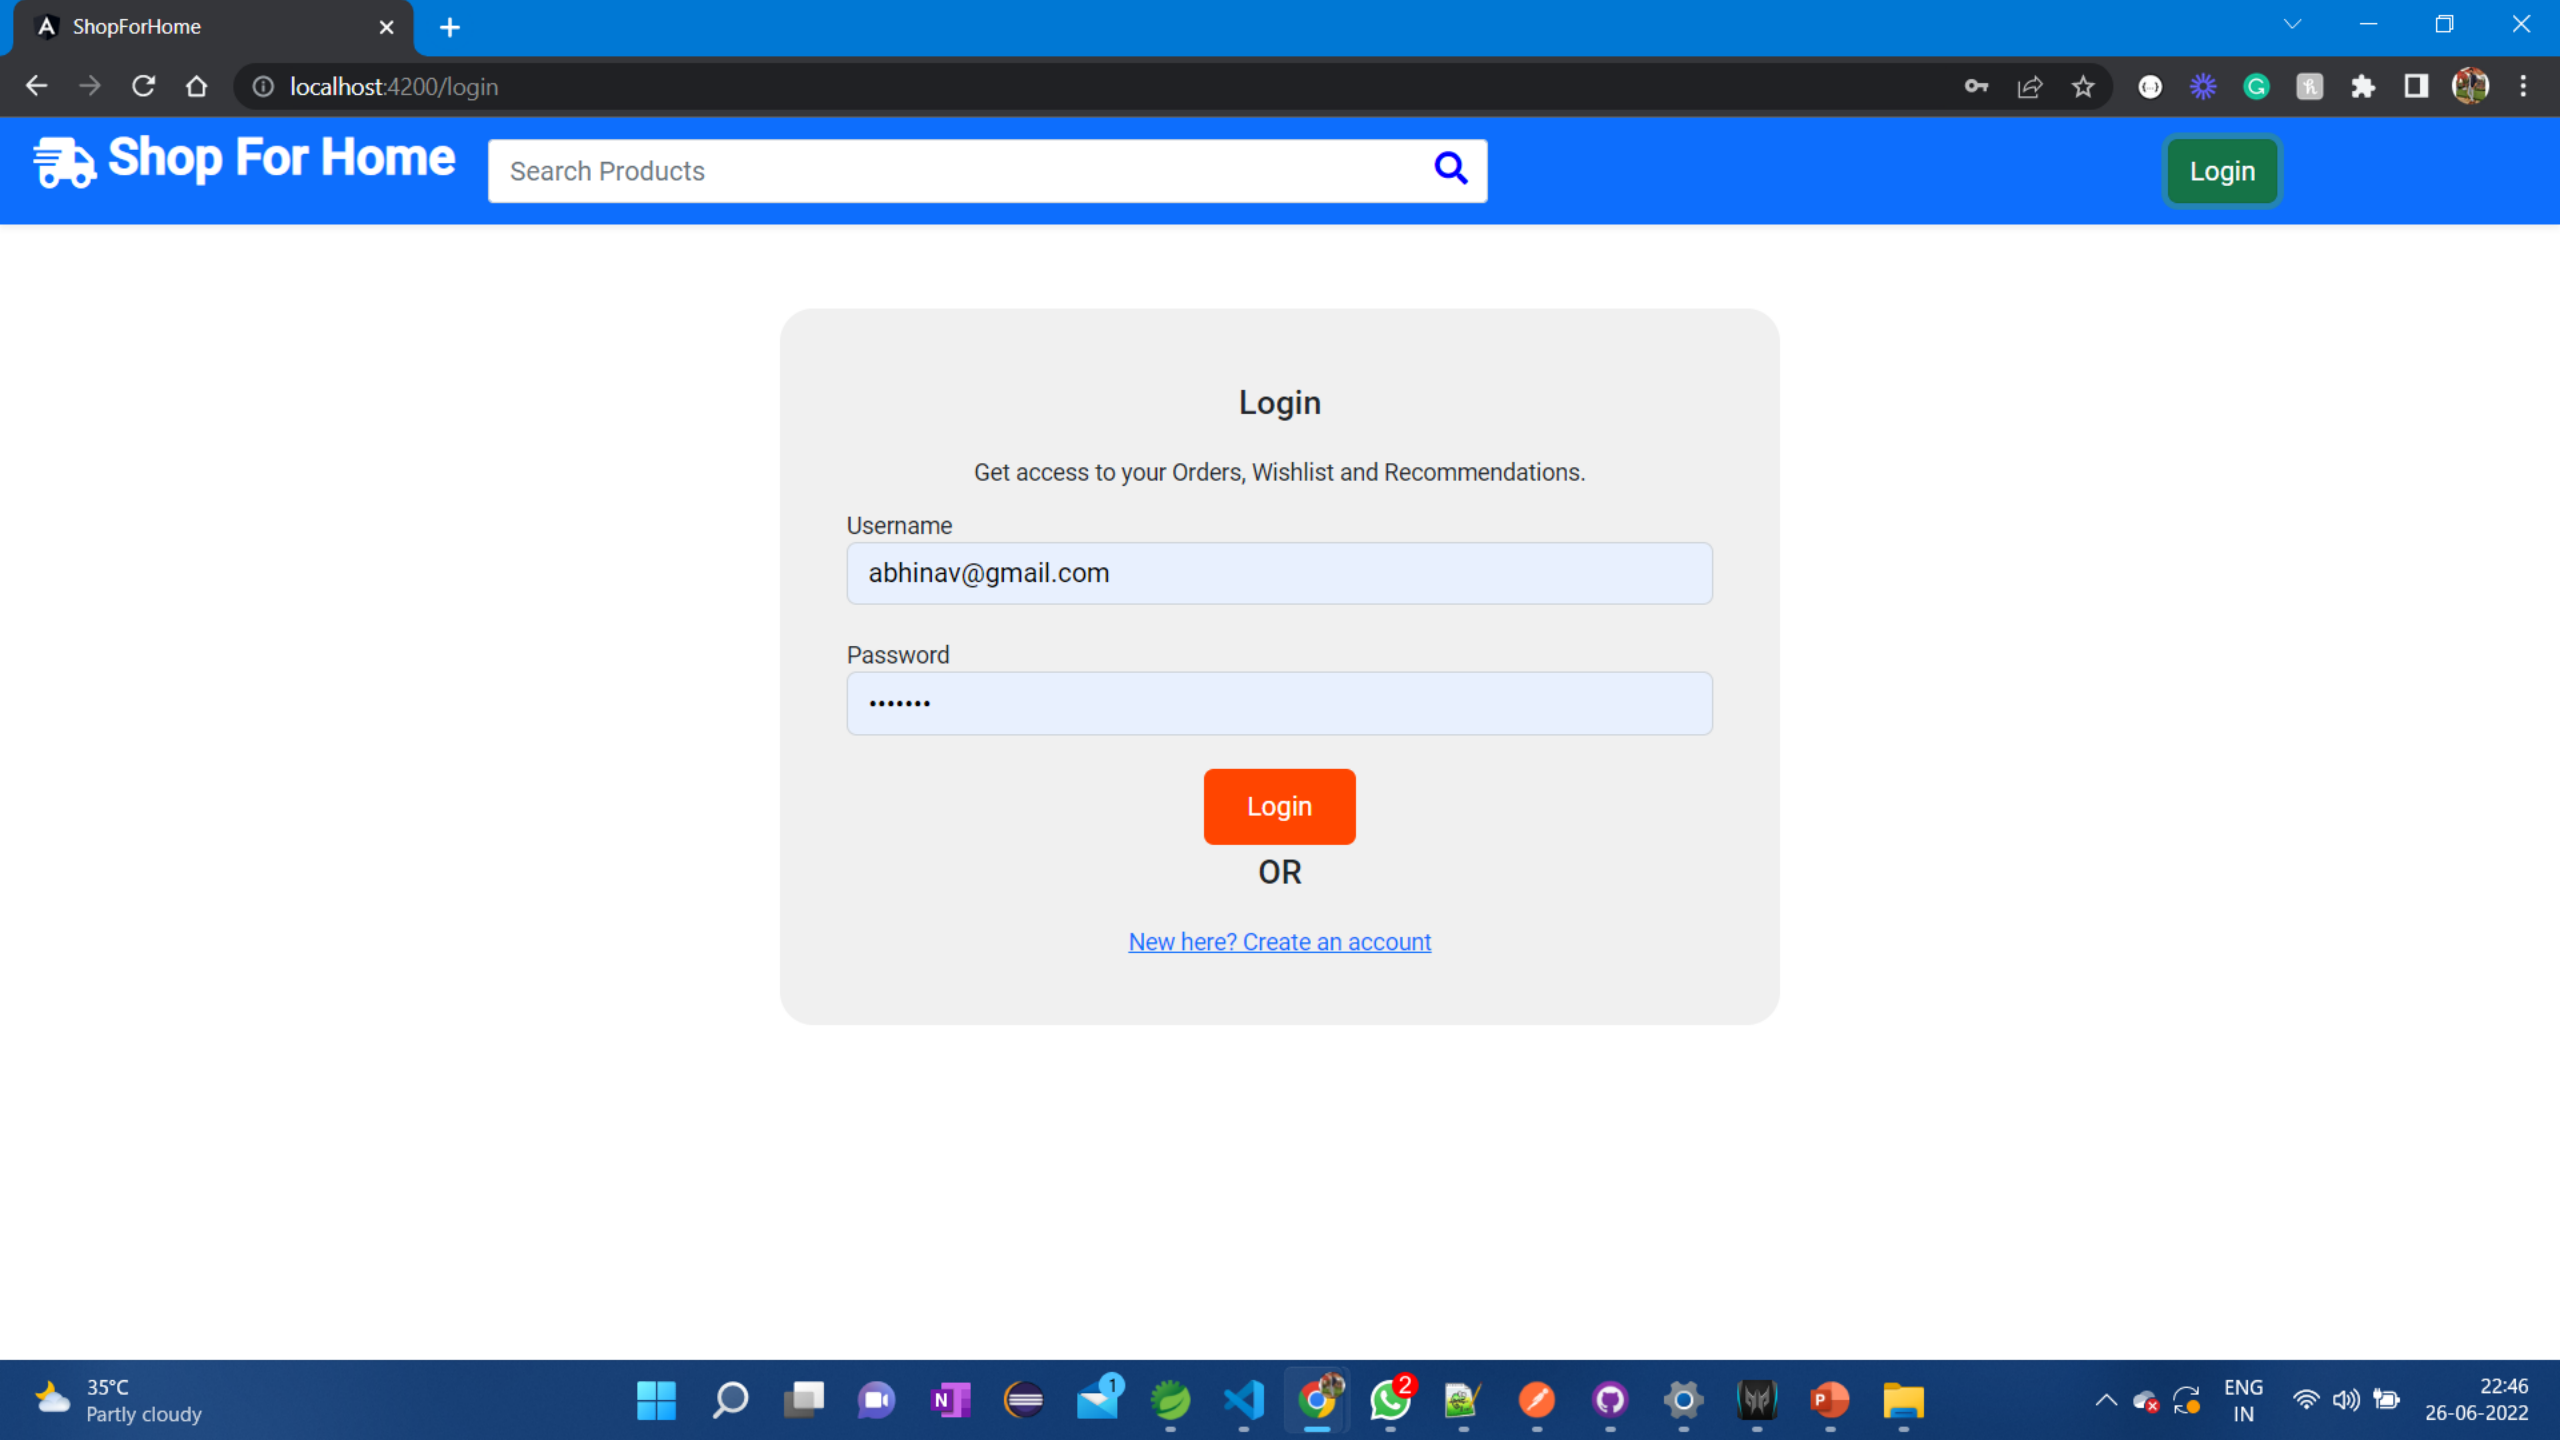 ShopForHome
localhost:4200/login
Shop For Home
Search Products
Login
Login
Get access to your Orders, Wishlist and Recommendations.
Username
abhinav@gmail.com
Password
•••••••
Login
OR
New here? Create an account
35°C
Partly cloudy
1
2
ENG
IN
22:46
26-06-2022